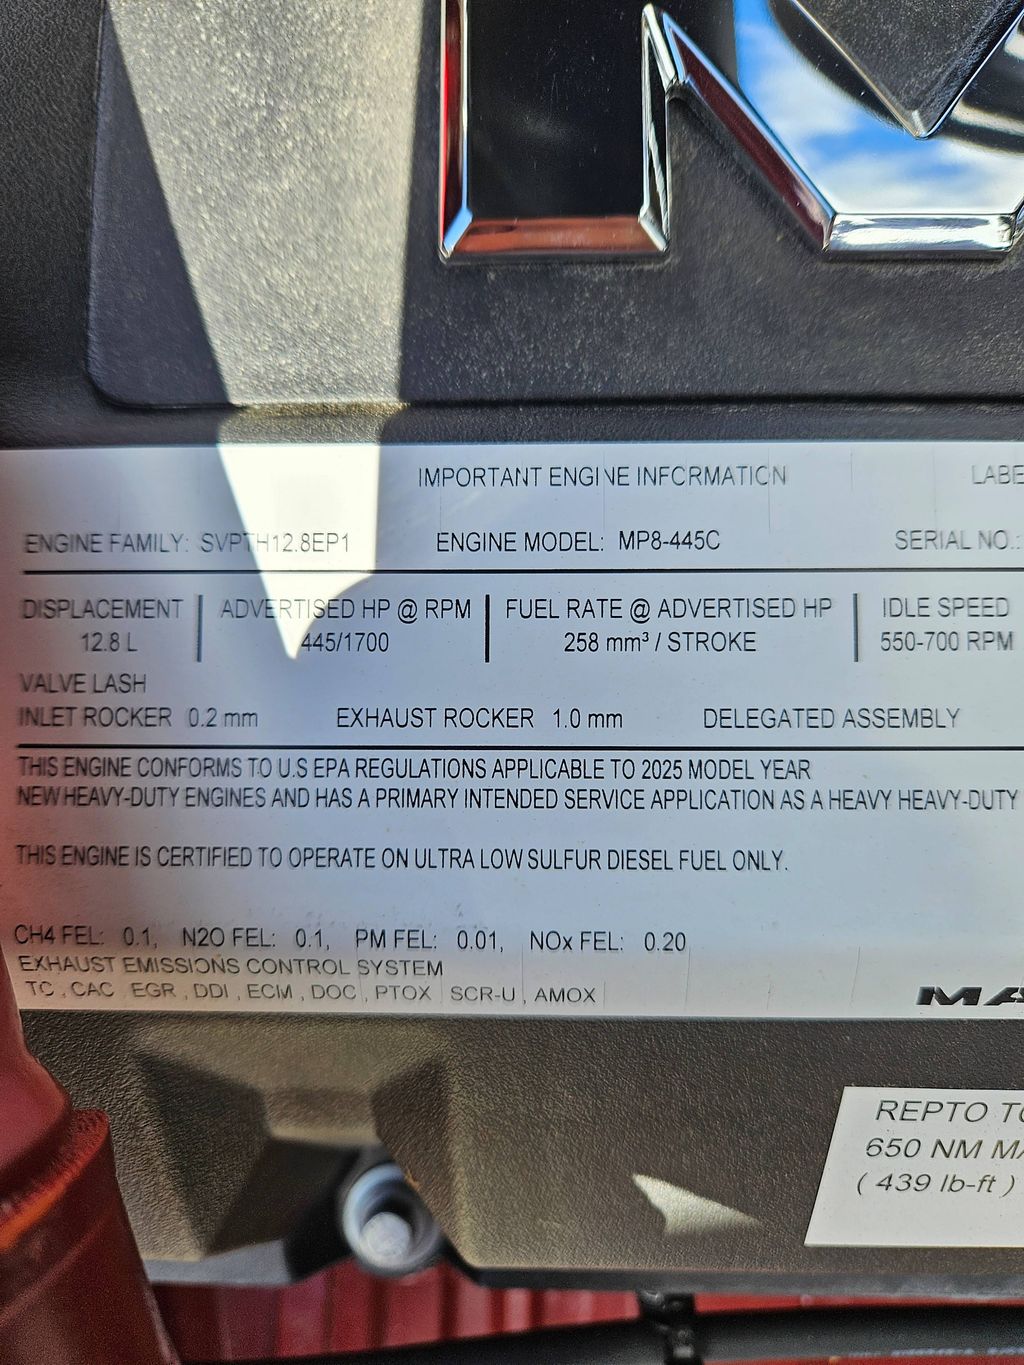 IMPORTANT ENGINE INFORMATION LABE
ENGINE FAMILY: SVPTH12.8EP1 ENGINE MODEL: MP8-445C SERIAL NO.:
DISPLACEMENT ADVERTISED HP @ RPM FUEL RATE @ ADVERTISED HP IDLE SPEED
12.8 L 445/1700 258 mm³ / STROKE 550-700 RPM
VALVE LASH
INLET ROCKER 0.2 mm EXHAUST ROCKER 1.0 mm DELEGATED ASSEMBLY
THIS ENGINE CONFORMS TO U.S EPA REGULATIONS APPLICABLE TO 2025 MODEL YEAR
NEW HEAVY-DUTY ENGINES AND HAS A PRIMARY INTENDED SERVICE APPLICATION AS A HEAVY HEAVY-DUTY
THIS ENGINE IS CERTIFIED TO OPERATE ON ULTRA LOW SULFUR DIESEL FUEL ONLY.
CH4 FEL: 0.1, N2O FEL: 0.1, PM FEL: 0.01, NOx FEL: 0.20
EXHAUST EMISSIONS CONTROL SYSTEM
TC , CAC EGR , DDI , ECM , DOC , PTOX SCR-U , AMOX
MA
REPTO TO
650 NM MA
( 439 lb-ft )